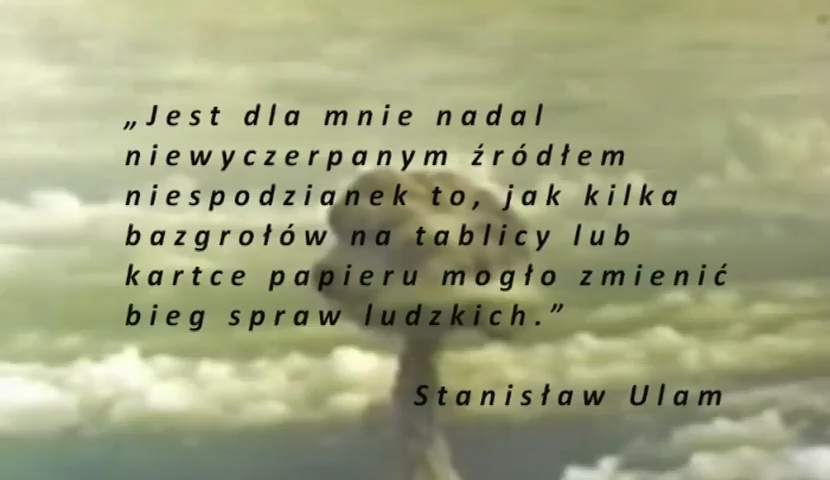 „Jest dla mnie nadal
niewyczerpanym źródłem
niespodzianek to, jak kilka
bazgrołów na tablicy lub
kartce papieru mogło zmienić
bieg spraw ludzkich.”
Stanisław Ulam